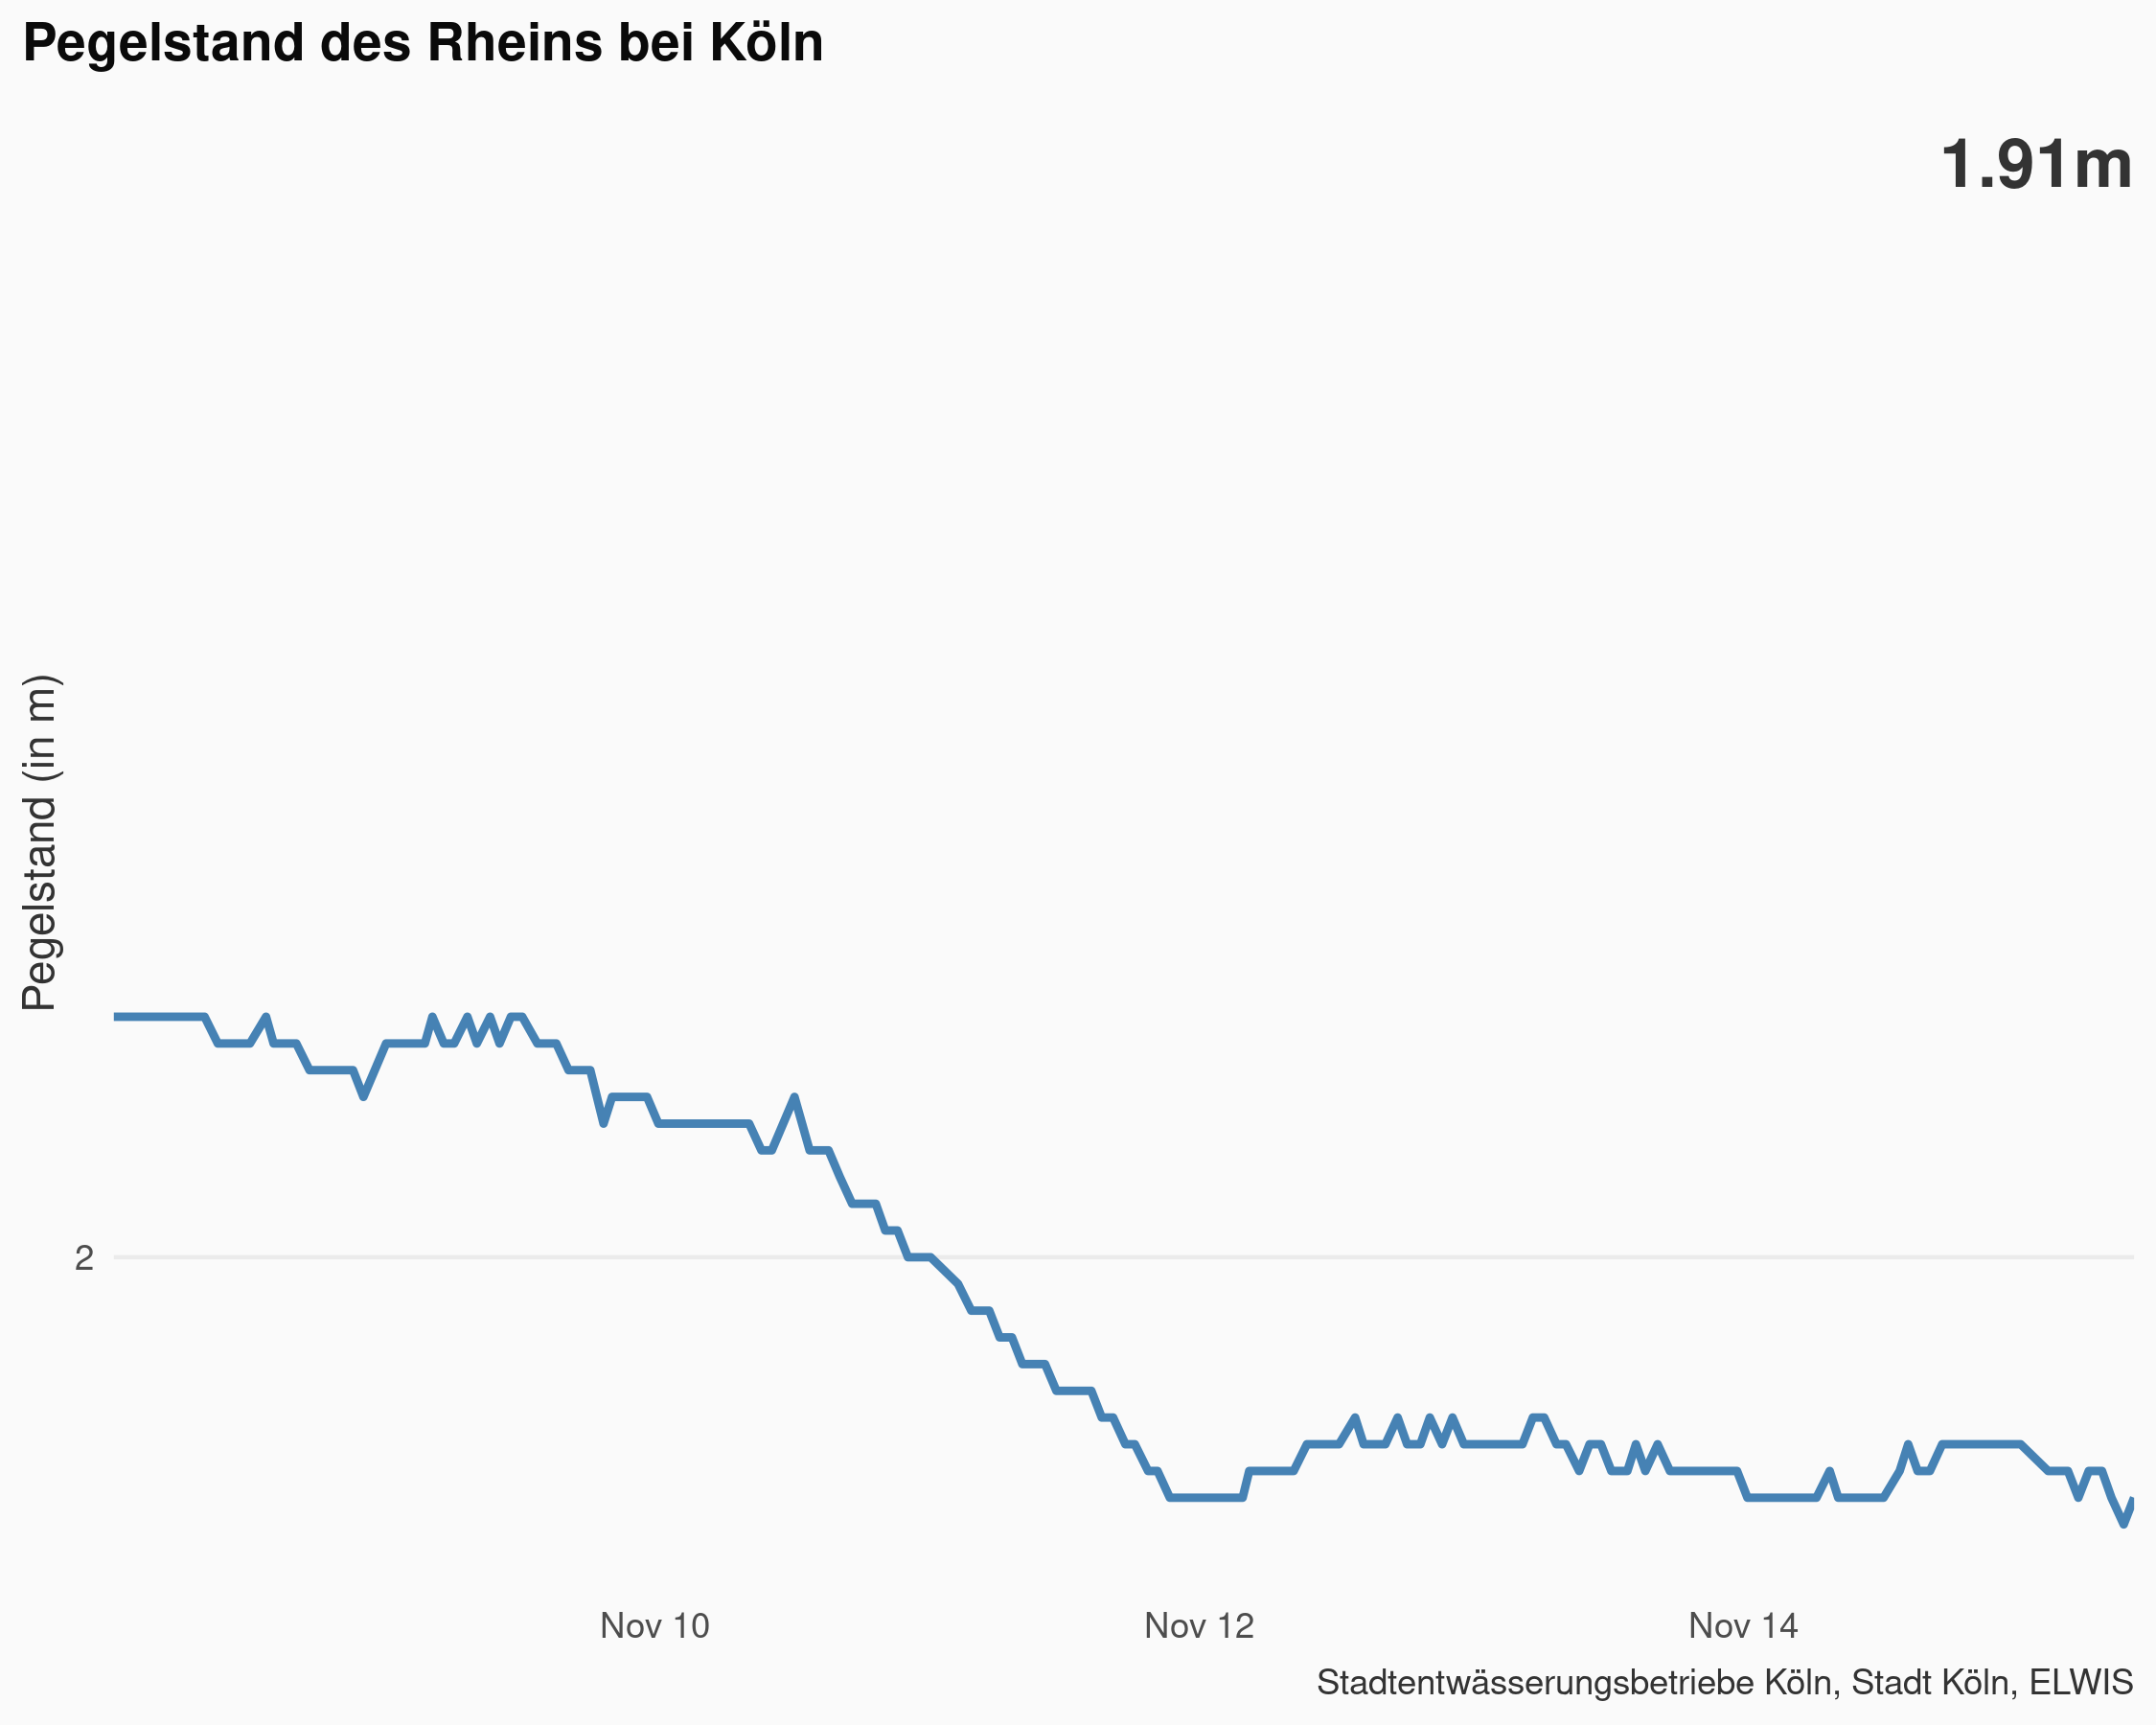 Pegelstand des Rheins bei Köln
1.91m
Pegelstand (in m)
2
Nov 10
Nov 12
Nov 14
Stadtentwässerungsbetriebe Köln, Stadt Köln, ELWIS